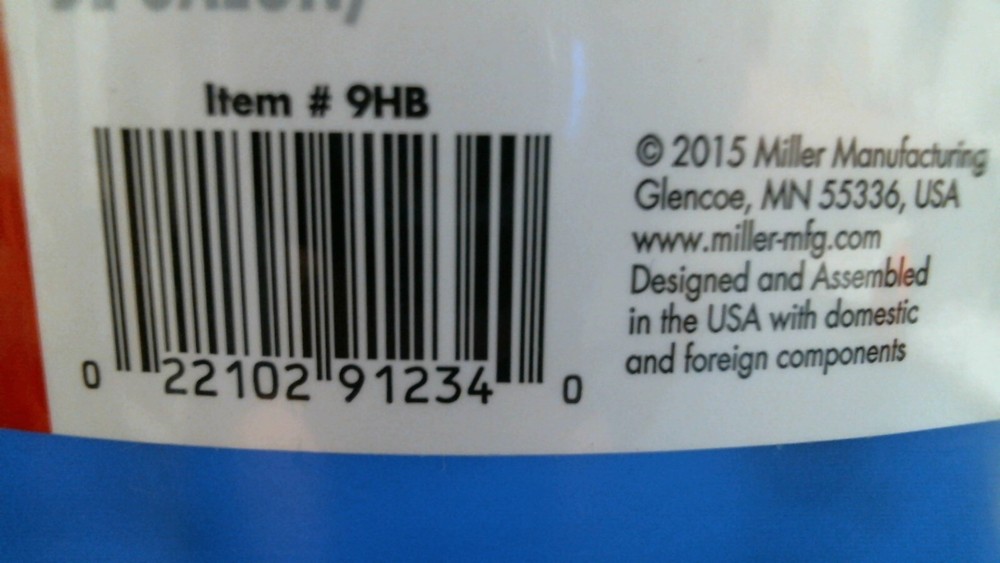 Item # 9HB
0 22102 91234 0
© 2015 Miller Manufacturing
Glencoe, MN 55336, USA
www.miller-mfg.com
Designed and Assembled
in the USA with domestic
and foreign components